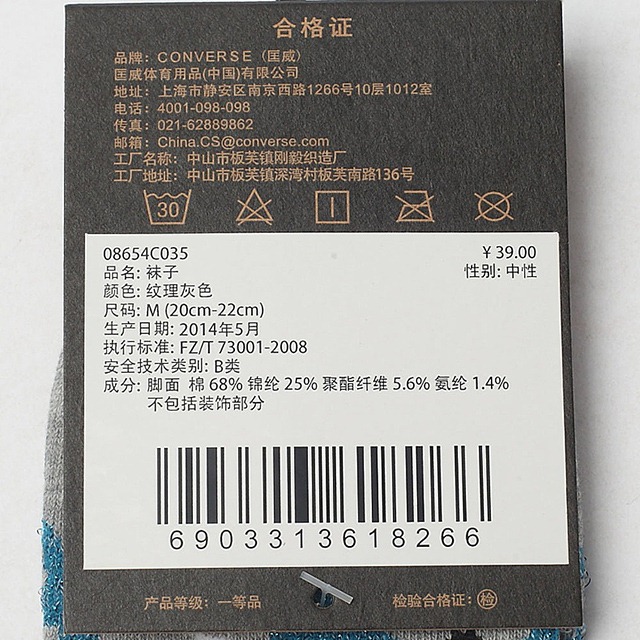 合格证
品牌: CONVERSE (匡威)
匡威体育用品(中国)有限公司
地址: 上海市静安区南京西路1266号10层1012室
电话: 4001-098-098
传真: 021-62889862
邮箱: China.CS@converse.com
工厂名称: 中山市板芙镇刚毅织造厂
工厂地址: 中山市板芙镇深湾村板芙南路136号
30
08654C035 ¥39.00
品名: 袜子 性别: 中性
颜色: 纹理灰色
尺码: M (20cm-22cm)
生产日期: 2014年5月
执行标准: FZ/T 73001-2008
安全技术类别: B类
成分: 脚面 棉 68% 锦纶 25% 聚酯纤维 5.6% 氨纶 1.4%
不包括装饰部分
6903313618266
产品等级: 一等品 检验合格证: 检